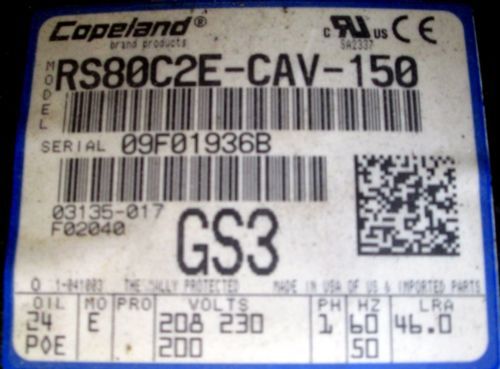 Copeland®
brand products
C RU US CE
SA2337
MODEL RS80C2E-CAV-150
SERIAL 09F01936B
03135-017
F02040
GS3
THERMALLY PROTECTED MADE IN USA OF US & IMPORTED PARTS
OIL MO PRO VOLTS PH HZ LRA
24 E 208 230 1 60 46.0
POE 200 50